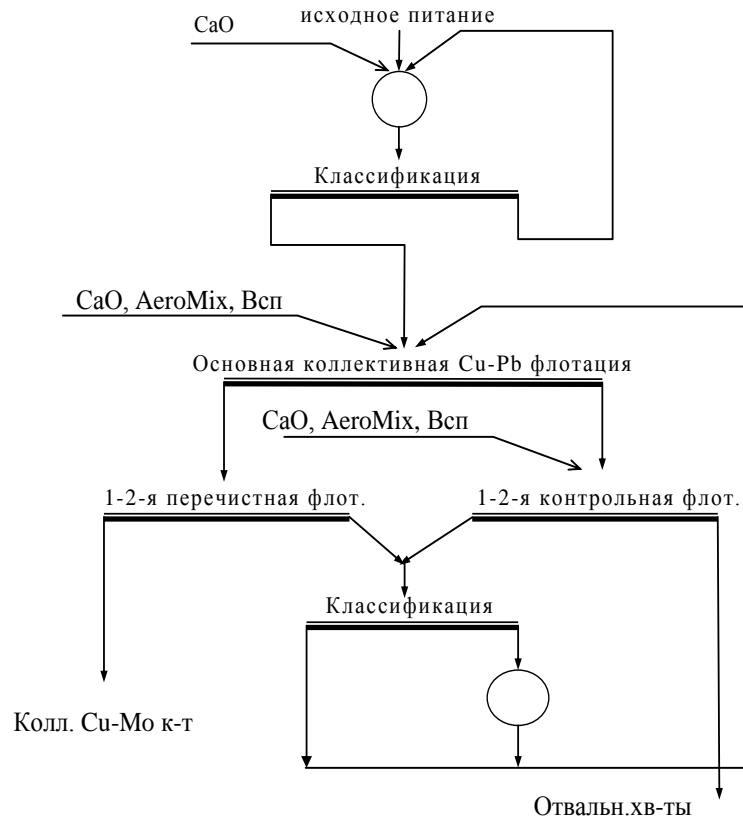 исходное питание
CaO
Классификация
CaO, AeroMix, Всп
Основная коллективная Cu-Pb флотация
CaO, AeroMix, Всп
1-2-я перечистная флот.
1-2-я контрольная флот.
Классификация
Колл. Cu-Mo к-т
Отвальн.хв-ты